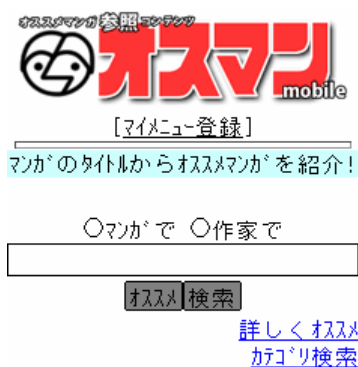 オススメマンガ参照コンテンツ
オスマン
mobile
[ﾏｲﾒﾆｭｰ登録]
ﾏﾝｶﾞのﾀｲﾄﾙからｵｽｽﾒﾏﾝｶﾞを紹介!
○ﾏﾝｶﾞで ○作家で
ｵｽｽﾒ 検索
詳しくｵｽｽﾒ
ｶﾃｺﾞﾘ検索